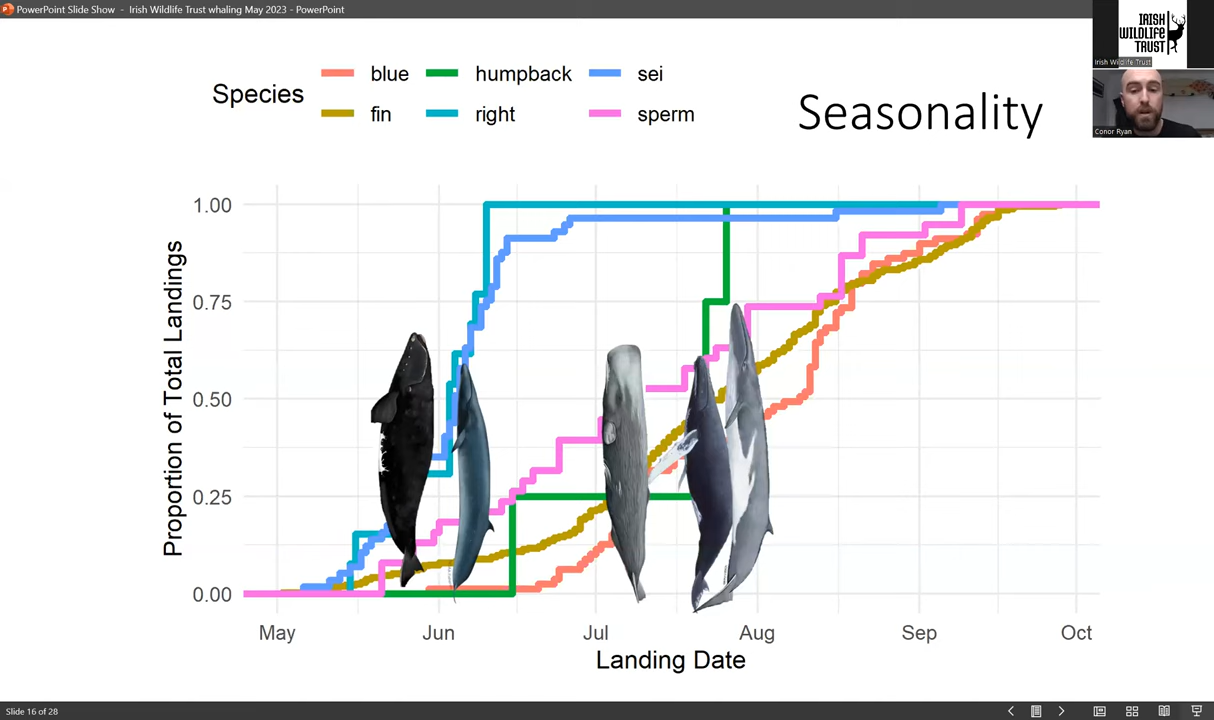 PowerPoint Slide Show - Irish Wildlife Trust whaling May 2023 - PowerPoint
IRISH
WILDLIFE
TRUST
Irish Wildlife Trust
Conor Ryan
Seasonality
Species
blue
humpback
sei
fin
right
sperm
Proportion of Total Landings
1.00
0.75
0.50
0.25
0.00
May
Jun
Jul
Aug
Sep
Oct
Landing Date
Slide 16 of 28